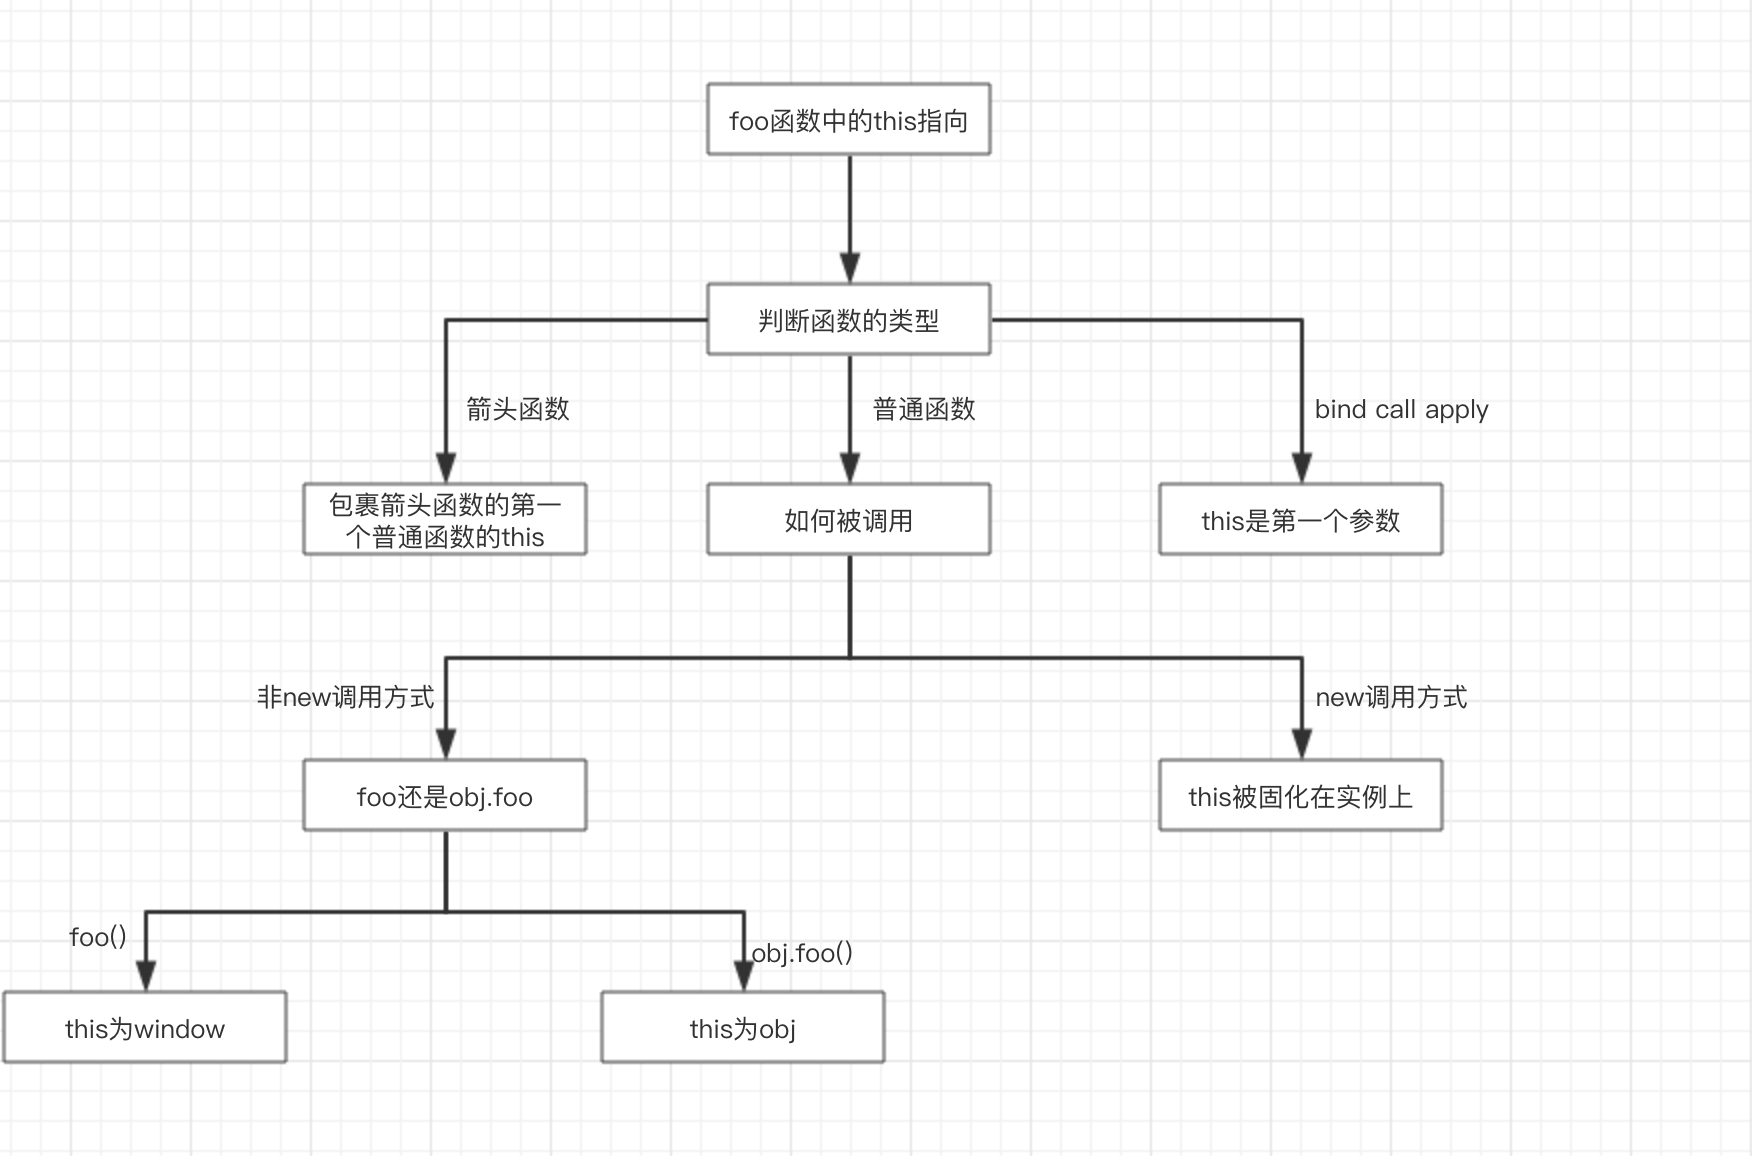 foo函数中的this指向
判断函数的类型
箭头函数
普通函数
bind call apply
包裹箭头函数的第一
个普通函数的this
如何被调用
this是第一个参数
非new调用方式
new调用方式
foo还是obj.foo
this被固化在实例上
foo()
obj.foo()
this为window
this为obj